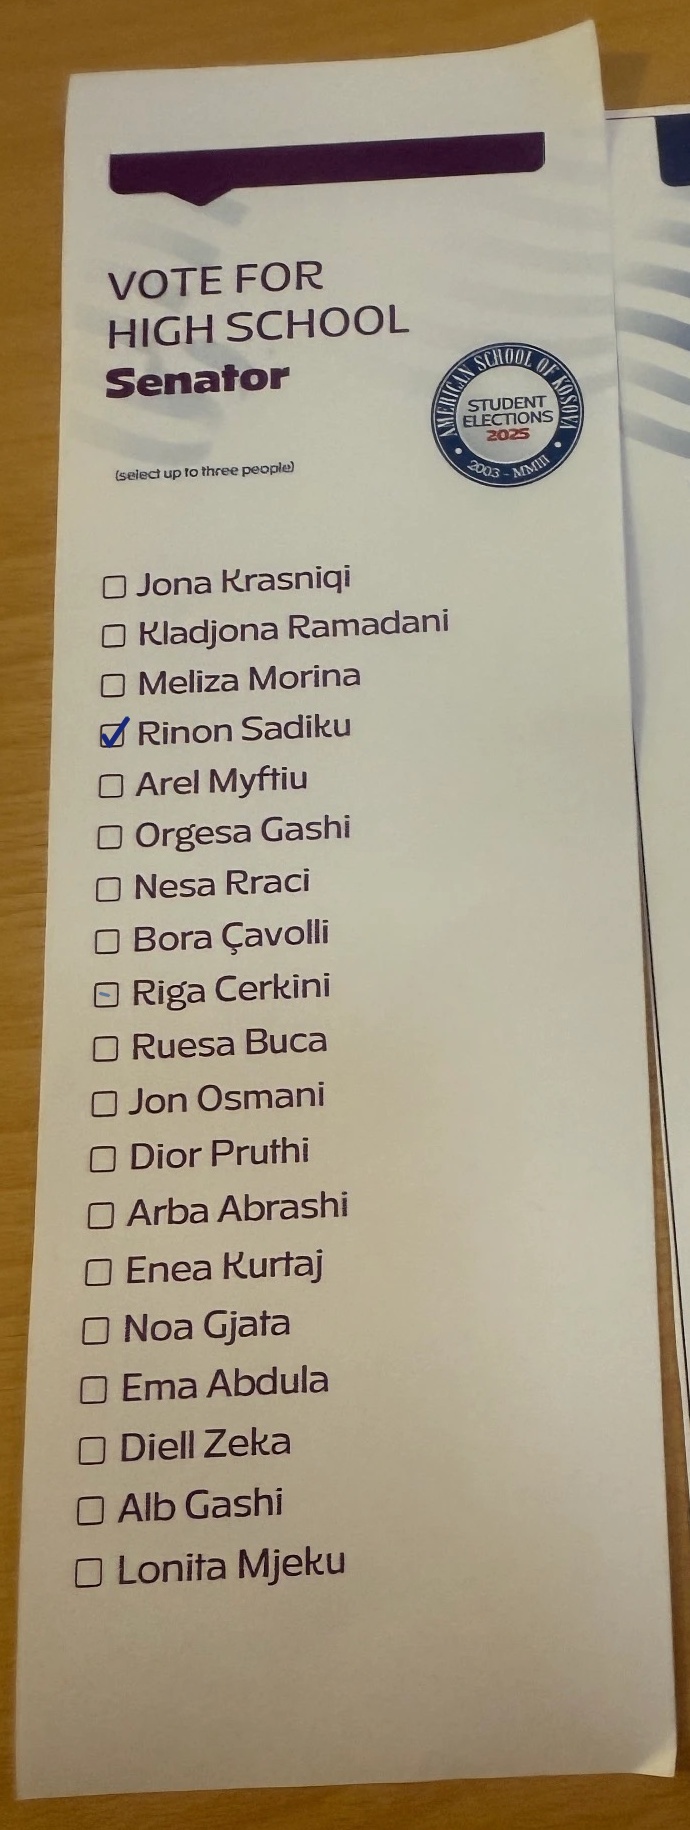 VOTE FOR
HIGH SCHOOL
Senator
(select up to three people)
AMERICAN SCHOOL OF KOSOVA
STUDENT
ELECTIONS
2025
2003 - MMIII
Jona Krasniqi
Kladjona Ramadani
Meliza Morina
Rinon Sadiku
Arel Myftiu
Orgesa Gashi
Nesa Rraci
Bora Çavolli
Riga Cerkini
Ruesa Buca
Jon Osmani
Dior Pruthi
Arba Abrashi
Enea Kurtaj
Noa Gjata
Ema Abdula
Diell Zeka
Alb Gashi
Lonita Mjeku